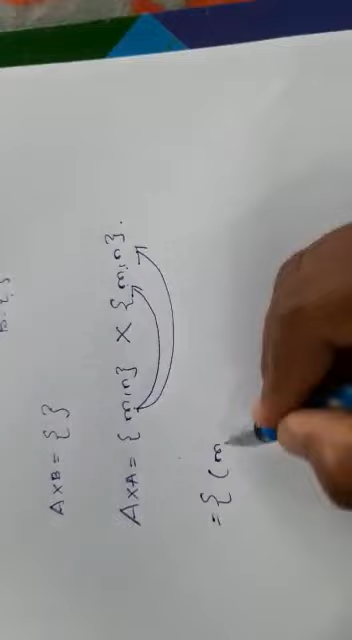 A×B = { }
A×A = { m,n} × {m,n}.
= { (m